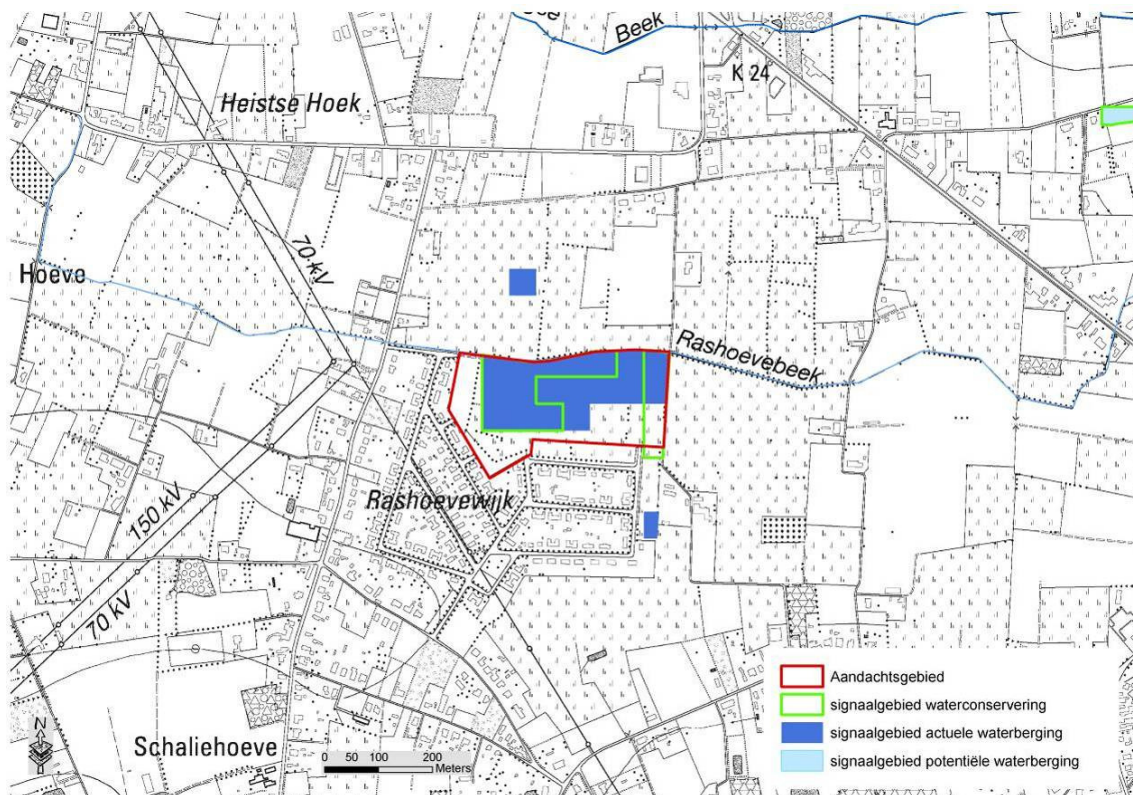 Beek
K 24
Heistse Hoek
70 kV
Hoeve
Rashoevebeek
Rashoevewijk
150 kV
70 kV
Schaliehoeve
N
0 50 100 200
Meters
Aandachtsgebied
signaalgebied waterconservering
signaalgebied actuele waterberging
signaalgebied potentiële waterberging